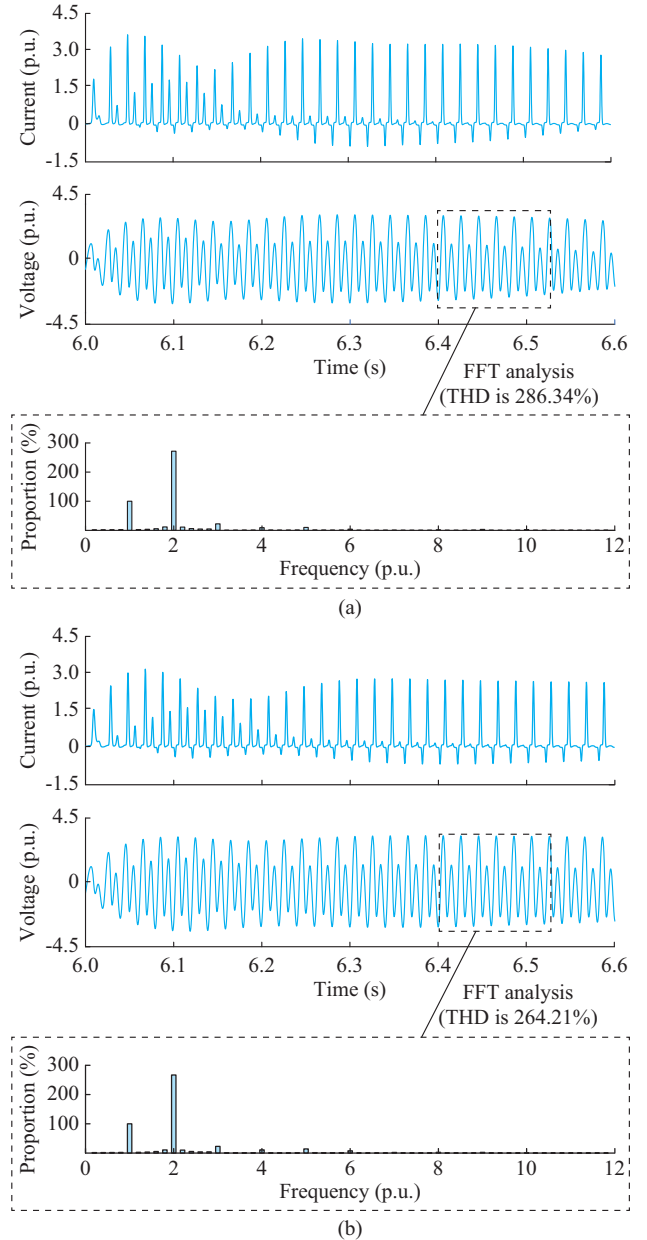 4.5
3.0
1.5
0
-1.5
Current (p.u.)
4.5
0
-4.5
Voltage (p.u.)
6.0 6.1 6.2 6.3 6.4 6.5 6.6
Time (s)
FFT analysis
(THD is 286.34%)
300
200
100
Proportion (%)
0 2 4 6 8 10 12
Frequency (p.u.)
(a)
4.5
3.0
1.5
0
-1.5
Current (p.u.)
4.5
0
-4.5
Voltage (p.u.)
6.0 6.1 6.2 6.3 6.4 6.5 6.6
Time (s)
FFT analysis
(THD is 264.21%)
300
200
100
Proportion (%)
0 2 4 6 8 10 12
Frequency (p.u.)
(b)